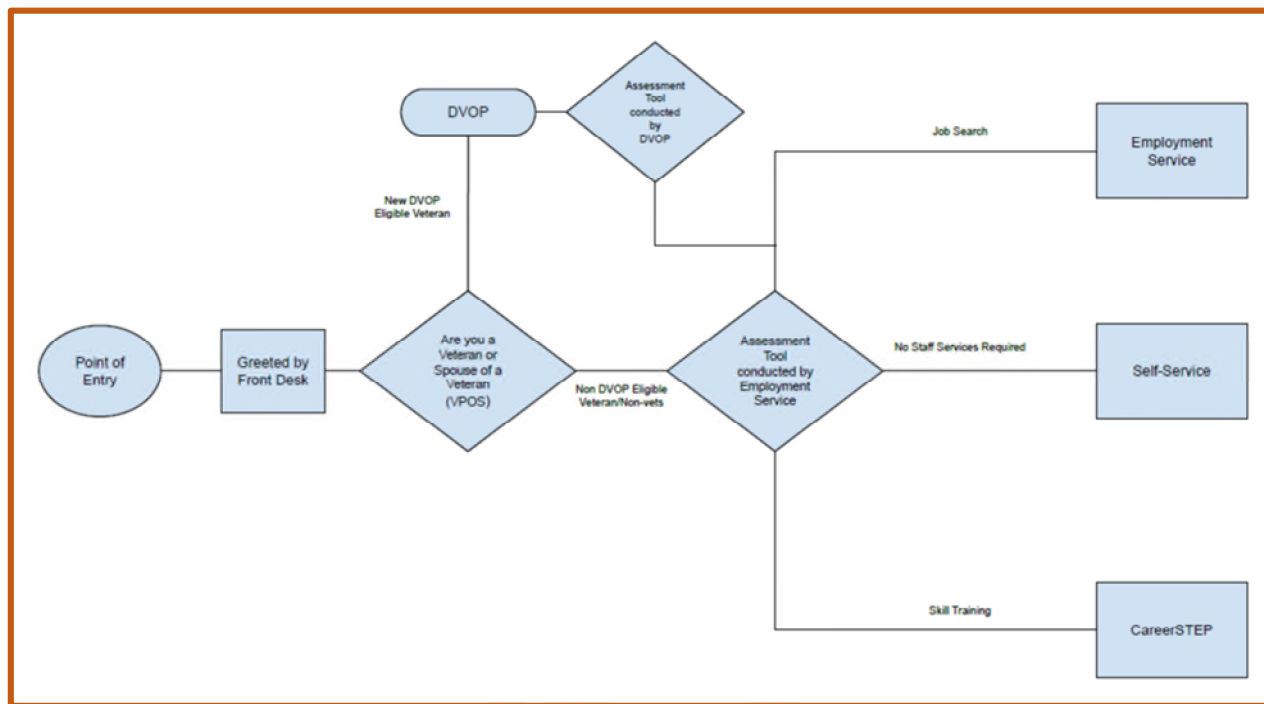 DVOP
Assessment
Tool
conducted
by
DVOP
Job Search
Employment
Service
New DVOP
Eligible Veteran
Point of
Entry
Greeted by
Front Desk
Are you a
Veteran or
Spouse of a
Veteran
(VPOS)
Non DVOP Eligible
Veteran/Non-vets
Assessment
Tool
conducted by
Employment
Service
No Staff Services Required
Self-Service
Skill Training
CareerSTEP